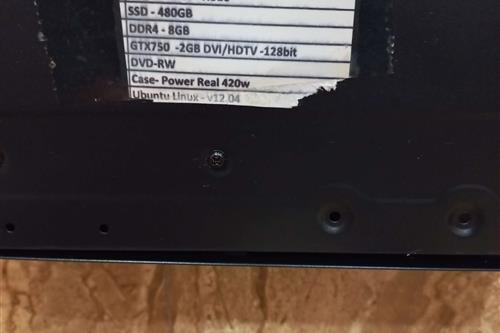 SSD - 480GB
DDR4 - 8GB
GTX750 -2GB DVI/HDTV -128bit
DVD-RW
Case- Power Real 420w
Ubuntu Linux - v12.04